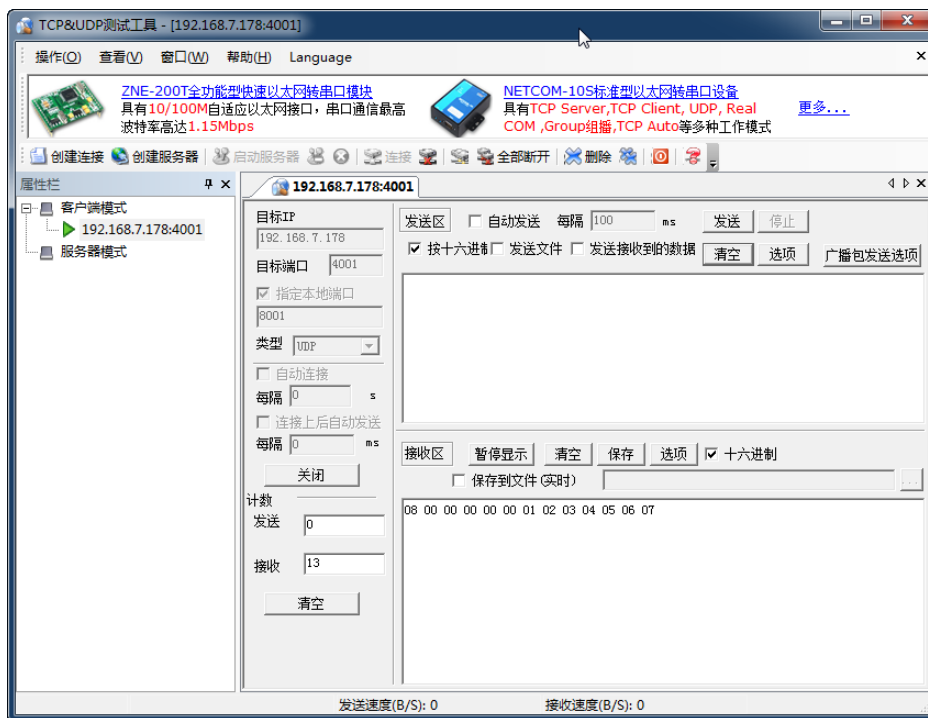 TCP&UDP测试工具 - [192.168.7.178:4001]
操作(O) 查看(V) 窗口(W) 帮助(H) Language
ZNE-200T全功能型快速以太网转串口模块
具有10/100M自适应以太网接口，串口通信最高
波特率高达1.15Mbps
NETCOM-10S标准型以太网转串口设备
具有TCP Server,TCP Client, UDP, Real
COM ,Group组播,TCP Auto等多种工作模式
更多...
创建连接 创建服务器 启动服务器 连接 全部断开 删除
属性栏
客户端模式
192.168.7.178:4001
服务器模式
192.168.7.178:4001
目标IP
192.168.7.178
目标端口 4001
指定本地端口
8001
类型 UDP
自动连接
每隔 0 s
连接上后自动发送
每隔 0 ms
关闭
计数
发送 0
接收 13
清空
发送区 自动发送 每隔 100 ms 发送 停止
按十六进制 发送文件 发送接收到的数据 清空 选项 广播包发送选项
接收区 暂停显示 清空 保存 选项 十六进制
保存到文件(实时) ...
08 00 00 00 00 00 01 02 03 04 05 06 07
发送速度(B/S): 0 接收速度(B/S): 0